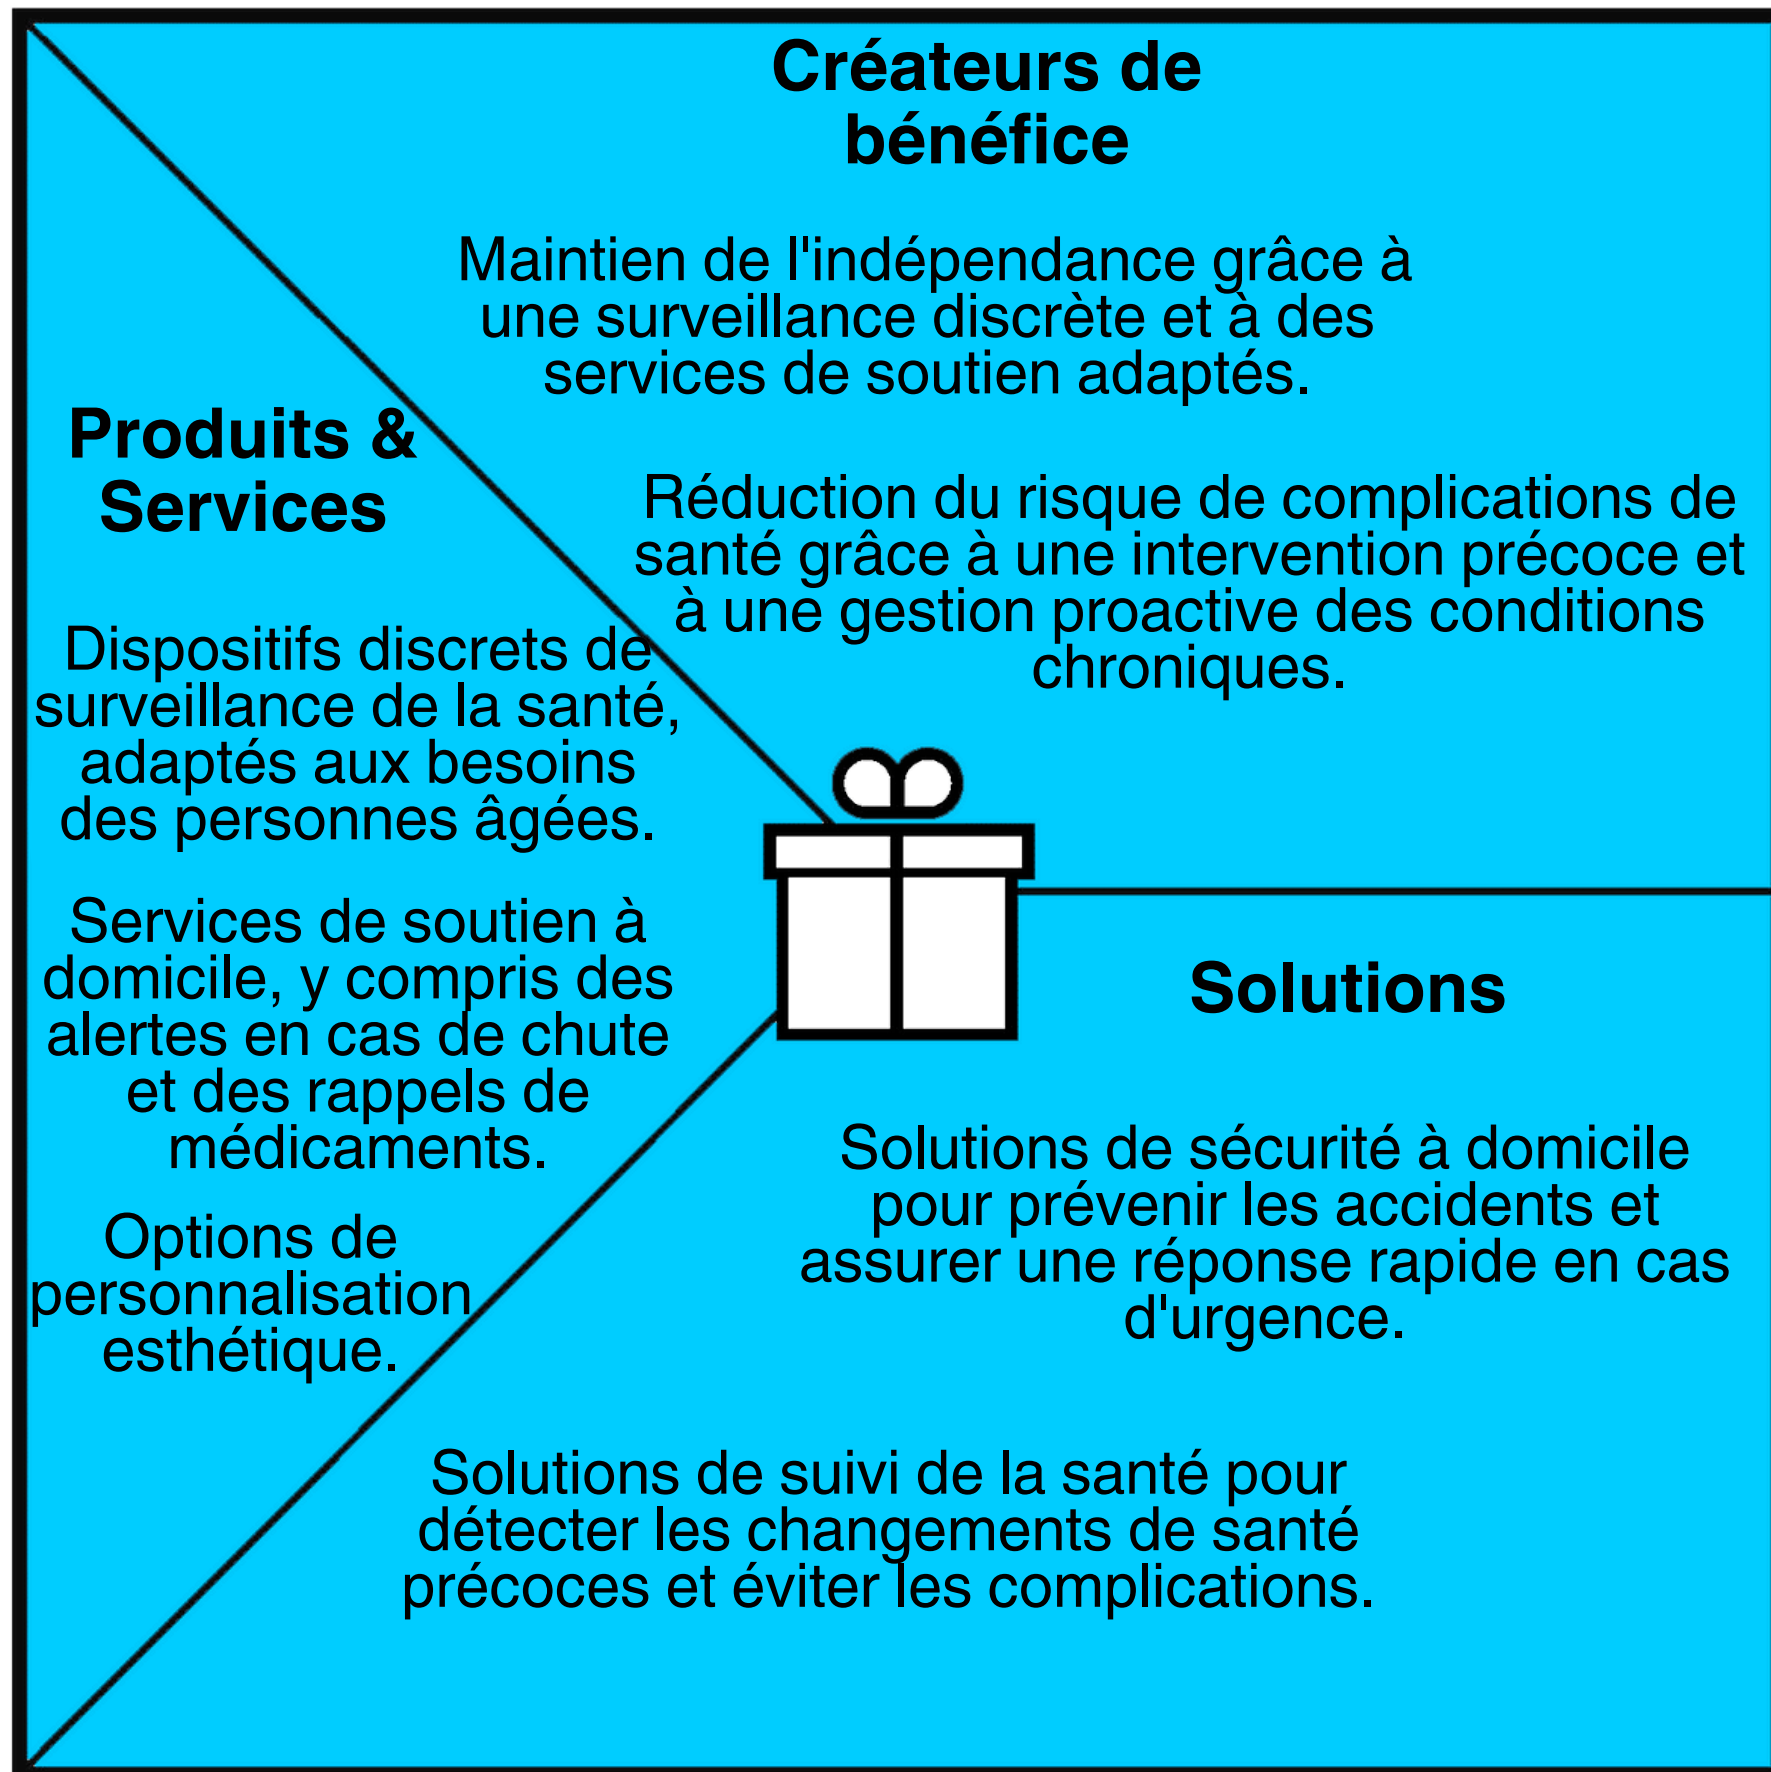 Créateurs de
bénéfice
Maintien de l'indépendance grâce à
une surveillance discrète et à des
services de soutien adaptés.
Réduction du risque de complications de
santé grâce à une intervention précoce et
à une gestion proactive des conditions
chroniques.
Produits &
Services
Dispositifs discrets de
surveillance de la santé,
adaptés aux besoins
des personnes âgées.
Services de soutien à
domicile, y compris des
alertes en cas de chute
et des rappels de
médicaments.
Options de
personnalisation
esthétique.
Solutions
Solutions de sécurité à domicile
pour prévenir les accidents et
assurer une réponse rapide en cas
d'urgence.
Solutions de suivi de la santé pour
détecter les changements de santé
précoces et éviter les complications.